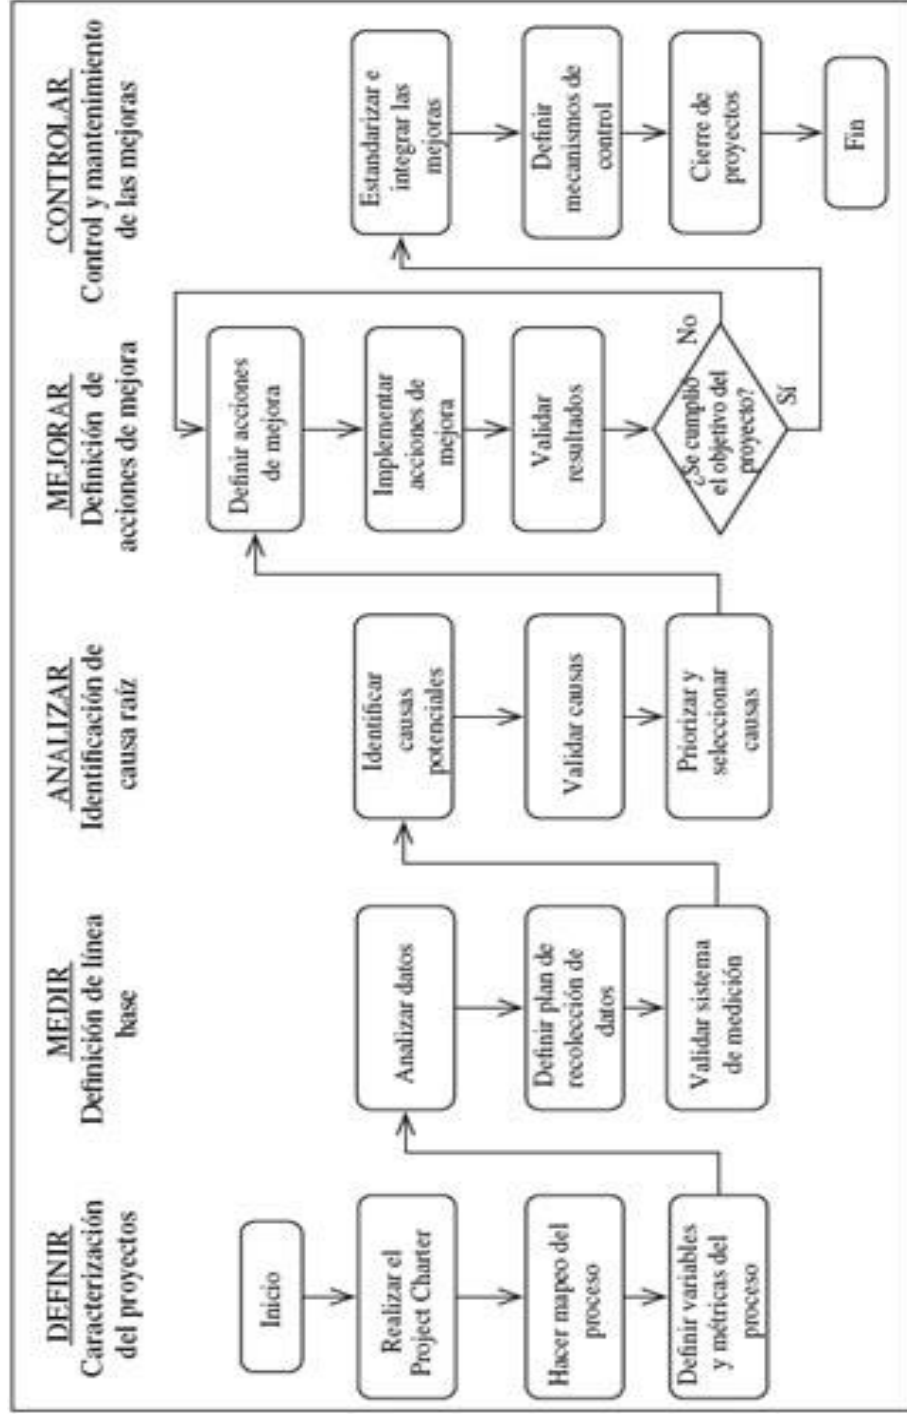 DEFINIR
Caracterización
del proyectos
Inicio
Realizar el
Project Charter
Hacer mapeo del
proceso
Definir variables
y métricas del
proceso
MEDIR
Definición de línea
base
Analizar datos
Definir plan de
recolección de
datos
Validar sistema
de medición
ANALIZAR
Identificación de
causa raíz
Identificar
causas
potenciales
Validar causas
Priorizar y
seleccionar
causas
MEJORAR
Definición de
acciones de mejora
Definir acciones
de mejora
Implementar
acciones de
mejora
Validar
resultados
¿Se cumplió
el objetivo del
proyecto?
No
Sí
CONTROLAR
Control y mantenimiento
de las mejoras
Estandarizar e
integrar las
mejoras
Definir
mecanismos de
control
Cierre de
proyectos
Fin